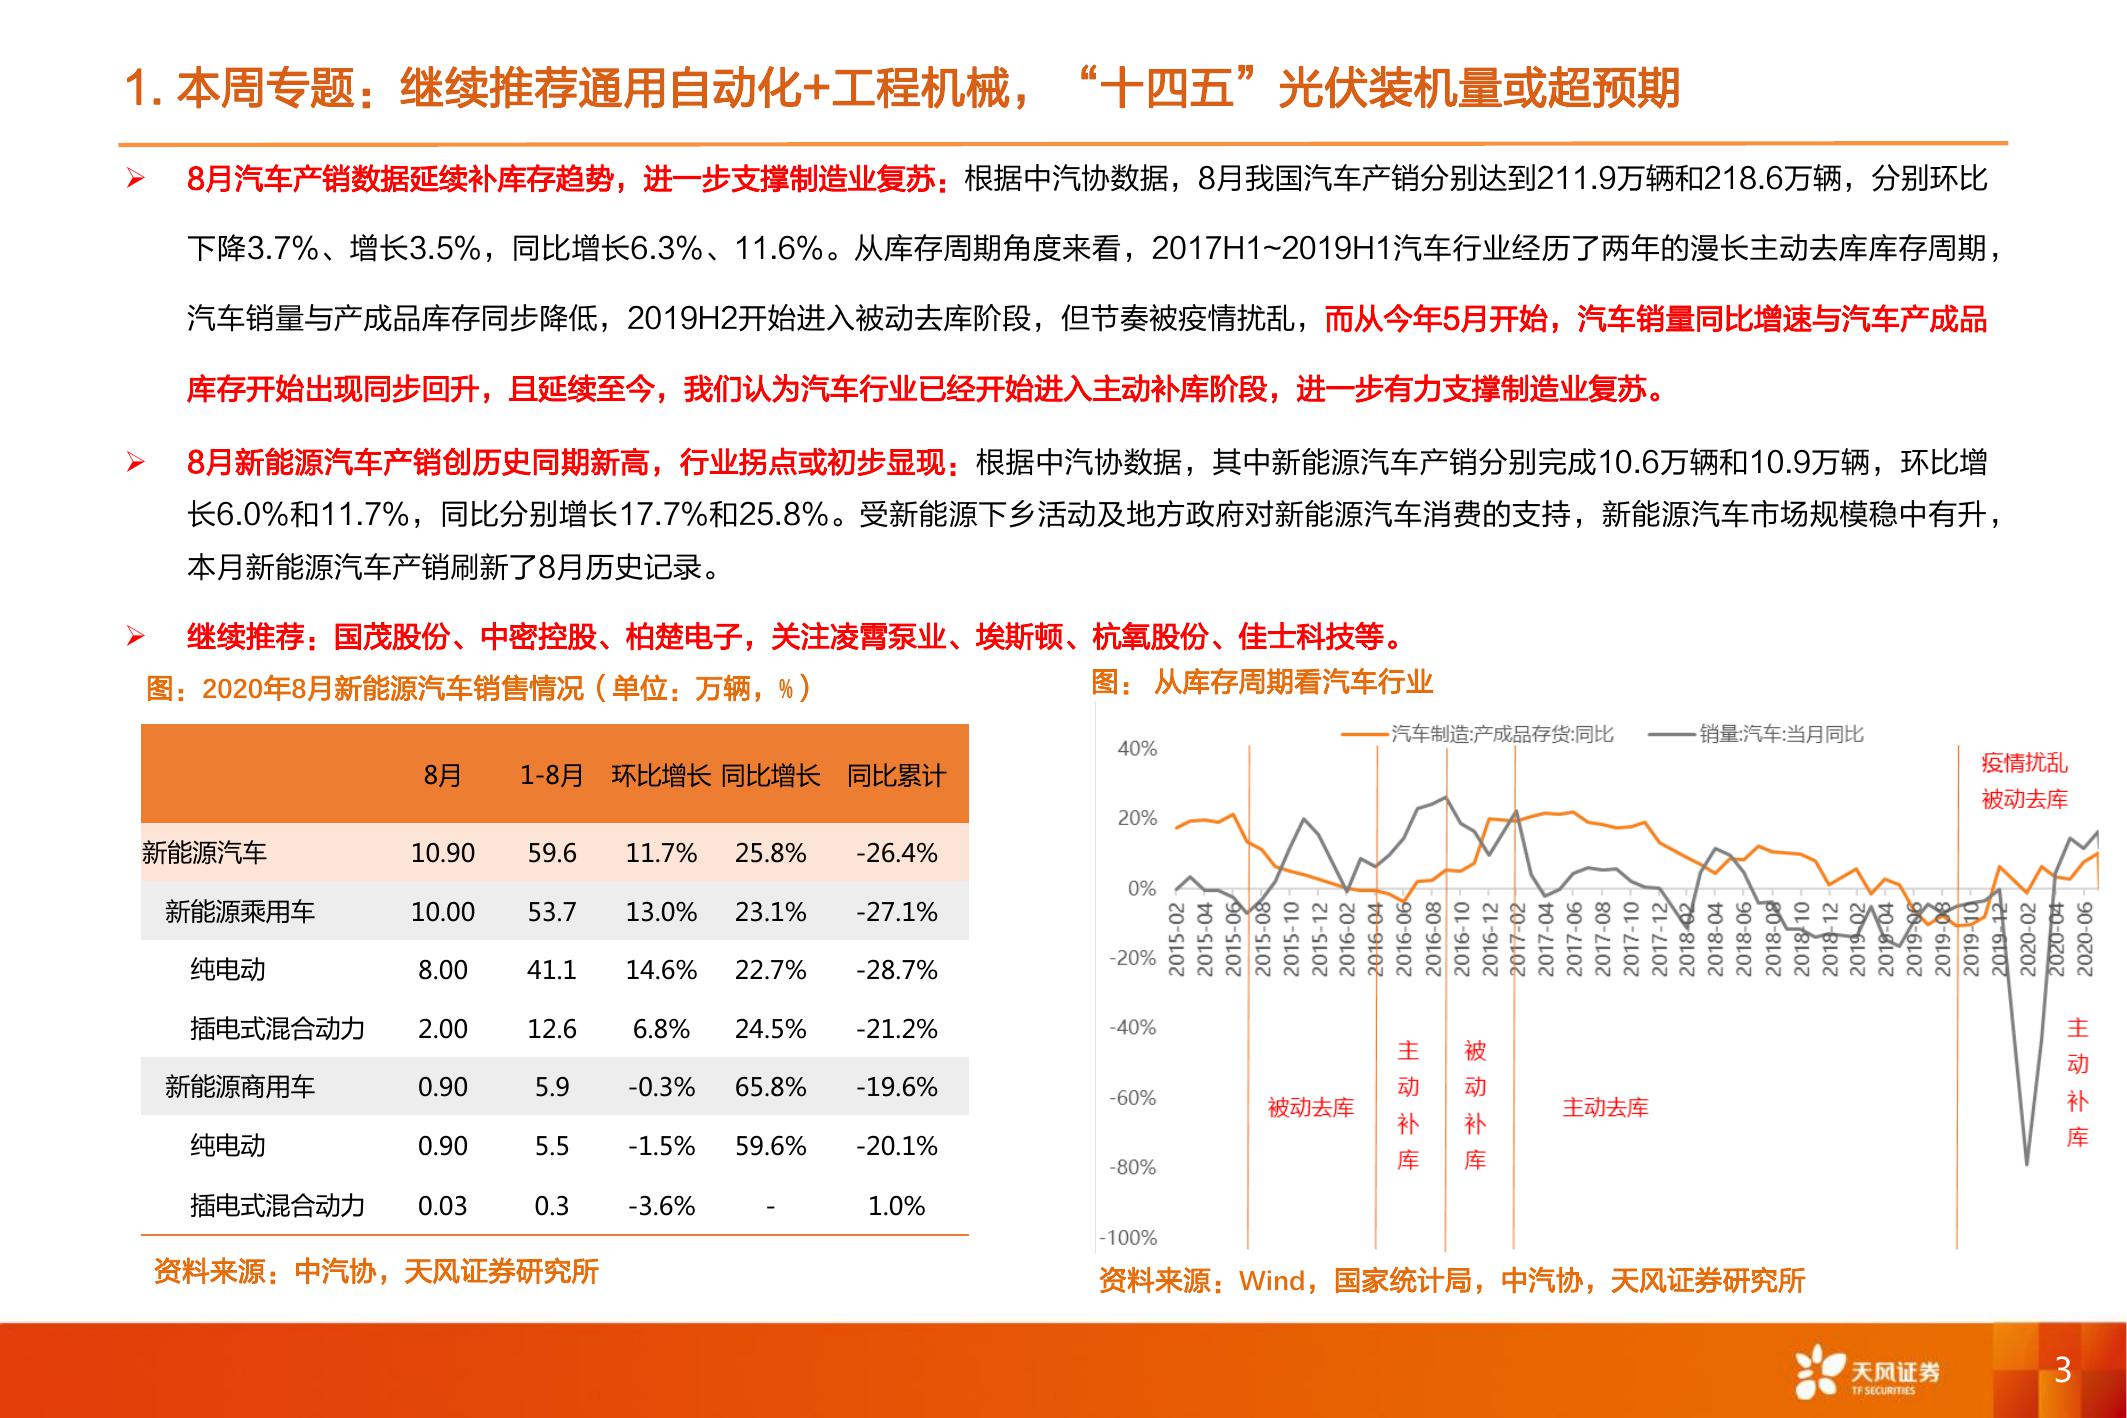 1. 本周专题：继续推荐通用自动化+工程机械，“十四五”光伏装机量或超预期
➢ 8月汽车产销数据延续补库存趋势，进一步支撑制造业复苏：根据中汽协数据，8月我国汽车产销分别达到211.9万辆和218.6万辆，分别环比
下降3.7%、增长3.5%，同比增长6.3%、11.6%。从库存周期角度来看，2017H1~2019H1汽车行业经历了两年的漫长主动去库库存周期，
汽车销量与产成品库存同步降低，2019H2开始进入被动去库阶段，但节奏被疫情扰乱，而从今年5月开始，汽车销量同比增速与汽车产成品
库存开始出现同步回升，且延续至今，我们认为汽车行业已经开始进入主动补库阶段，进一步有力支撑制造业复苏。
➢ 8月新能源汽车产销创历史同期新高，行业拐点或初步显现：根据中汽协数据，其中新能源汽车产销分别完成10.6万辆和10.9万辆，环比增
长6.0%和11.7%，同比分别增长17.7%和25.8%。受新能源下乡活动及地方政府对新能源汽车消费的支持，新能源汽车市场规模稳中有升，
本月新能源汽车产销刷新了8月历史记录。
➢ 继续推荐：国茂股份、中密控股、柏楚电子，关注凌霄泵业、埃斯顿、杭氧股份、佳士科技等。
图：2020年8月新能源汽车销售情况（单位：万辆，%）
8月 1-8月 环比增长 同比增长 同比累计
新能源汽车 10.90 59.6 11.7% 25.8% -26.4%
新能源乘用车 10.00 53.7 13.0% 23.1% -27.1%
纯电动 8.00 41.1 14.6% 22.7% -28.7%
插电式混合动力 2.00 12.6 6.8% 24.5% -21.2%
新能源商用车 0.90 5.9 -0.3% 65.8% -19.6%
纯电动 0.90 5.5 -1.5% 59.6% -20.1%
插电式混合动力 0.03 0.3 -3.6% - 1.0%
资料来源：中汽协，天风证券研究所
图： 从库存周期看汽车行业
汽车制造:产成品存货:同比 销量:汽车:当月同比
40%
20%
0%
-20%
-40%
-60%
-80%
-100%
2015-02 2015-04 2015-06 2015-08 2015-10 2015-12 2016-02 2016-04 2016-06 2016-08 2016-10 2016-12 2017-02 2017-04 2017-06 2017-08 2017-10 2017-12 2018-02 2018-04 2018-06 2018-08 2018-10 2018-12 2019-02 2019-04 2019-06 2019-08 2019-10 2019-12 2020-02 2020-04 2020-06
被动去库
主动补库
被动补库
主动去库
疫情扰乱
被动去库
主动补库
资料来源：Wind，国家统计局，中汽协，天风证券研究所
天风证券
TF SECURITIES
3